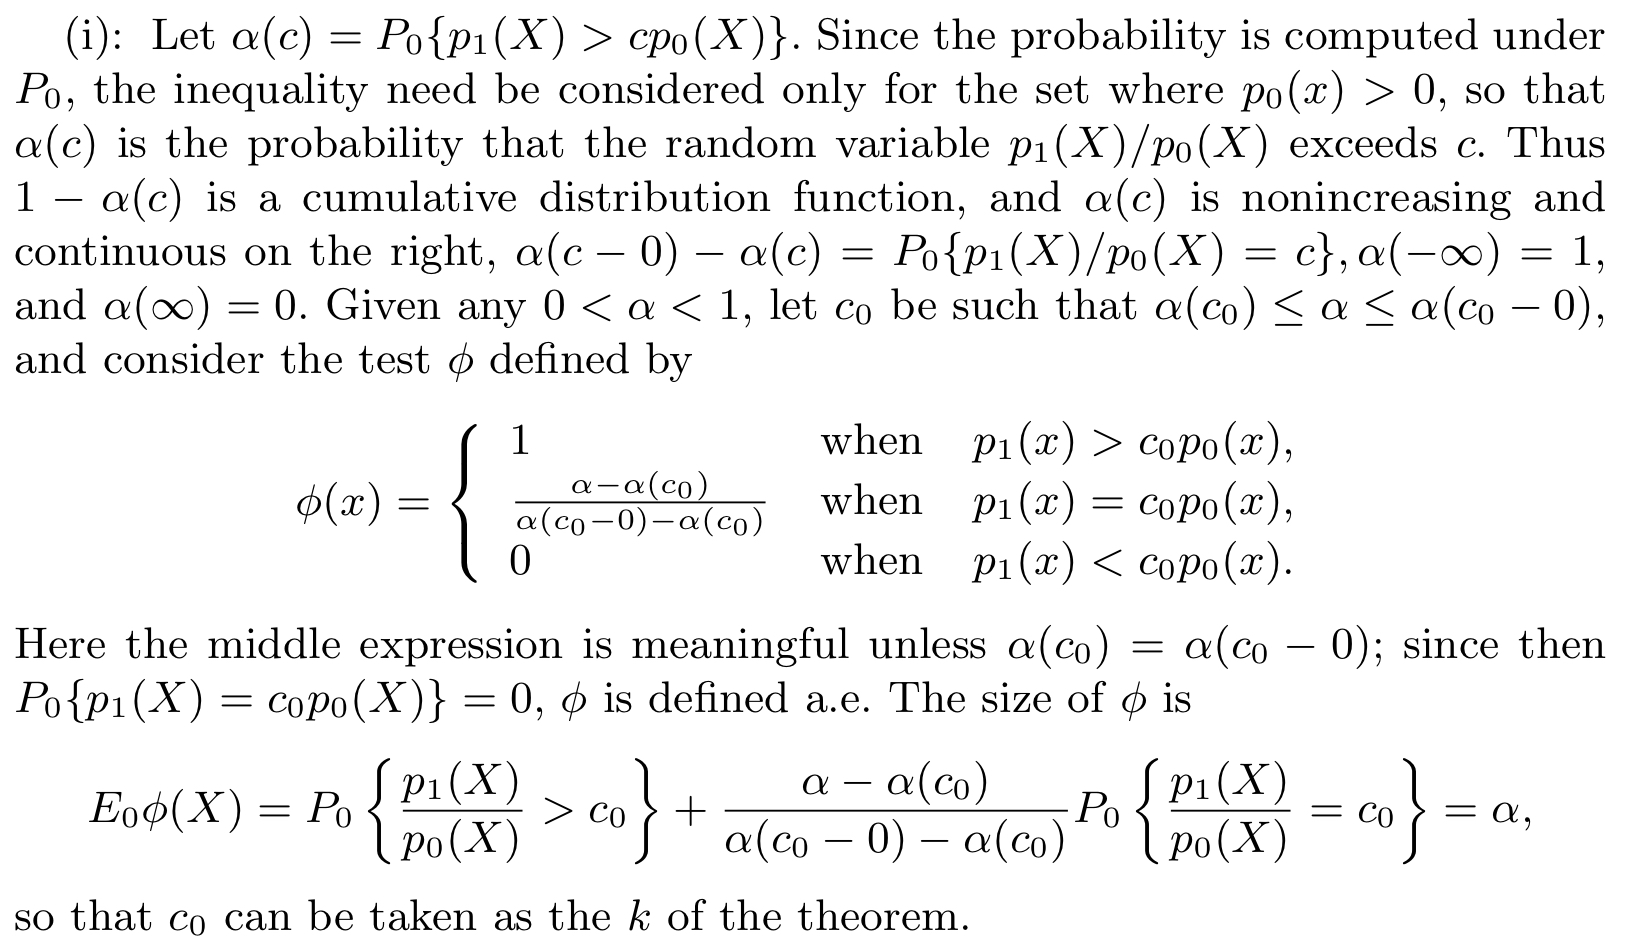 (i): Let α(c) = P₀{p₁(X) > cp₀(X)}. Since the probability is computed under
P₀, the inequality need be considered only for the set where p₀(x) > 0, so that
α(c) is the probability that the random variable p₁(X)/p₀(X) exceeds c. Thus
1 − α(c) is a cumulative distribution function, and α(c) is nonincreasing and
continuous on the right, α(c − 0) − α(c) = P₀{p₁(X)/p₀(X) = c}, α(−∞) = 1,
and α(∞) = 0. Given any 0 < α < 1, let c₀ be such that α(c₀) ≤ α ≤ α(c₀ − 0),
and consider the test ϕ defined by
ϕ(x) = { 1 when p₁(x) > c₀p₀(x),
(α−α(c₀))/(α(c₀−0)−α(c₀)) when p₁(x) = c₀p₀(x),
0 when p₁(x) < c₀p₀(x).
Here the middle expression is meaningful unless α(c₀) = α(c₀ − 0); since then
P₀{p₁(X) = c₀p₀(X)} = 0, ϕ is defined a.e. The size of ϕ is
E₀ϕ(X) = P₀ {p₁(X)/p₀(X) > c₀} + (α − α(c₀))/(α(c₀ − 0) − α(c₀)) P₀ {p₁(X)/p₀(X) = c₀} = α,
so that c₀ can be taken as the k of the theorem.